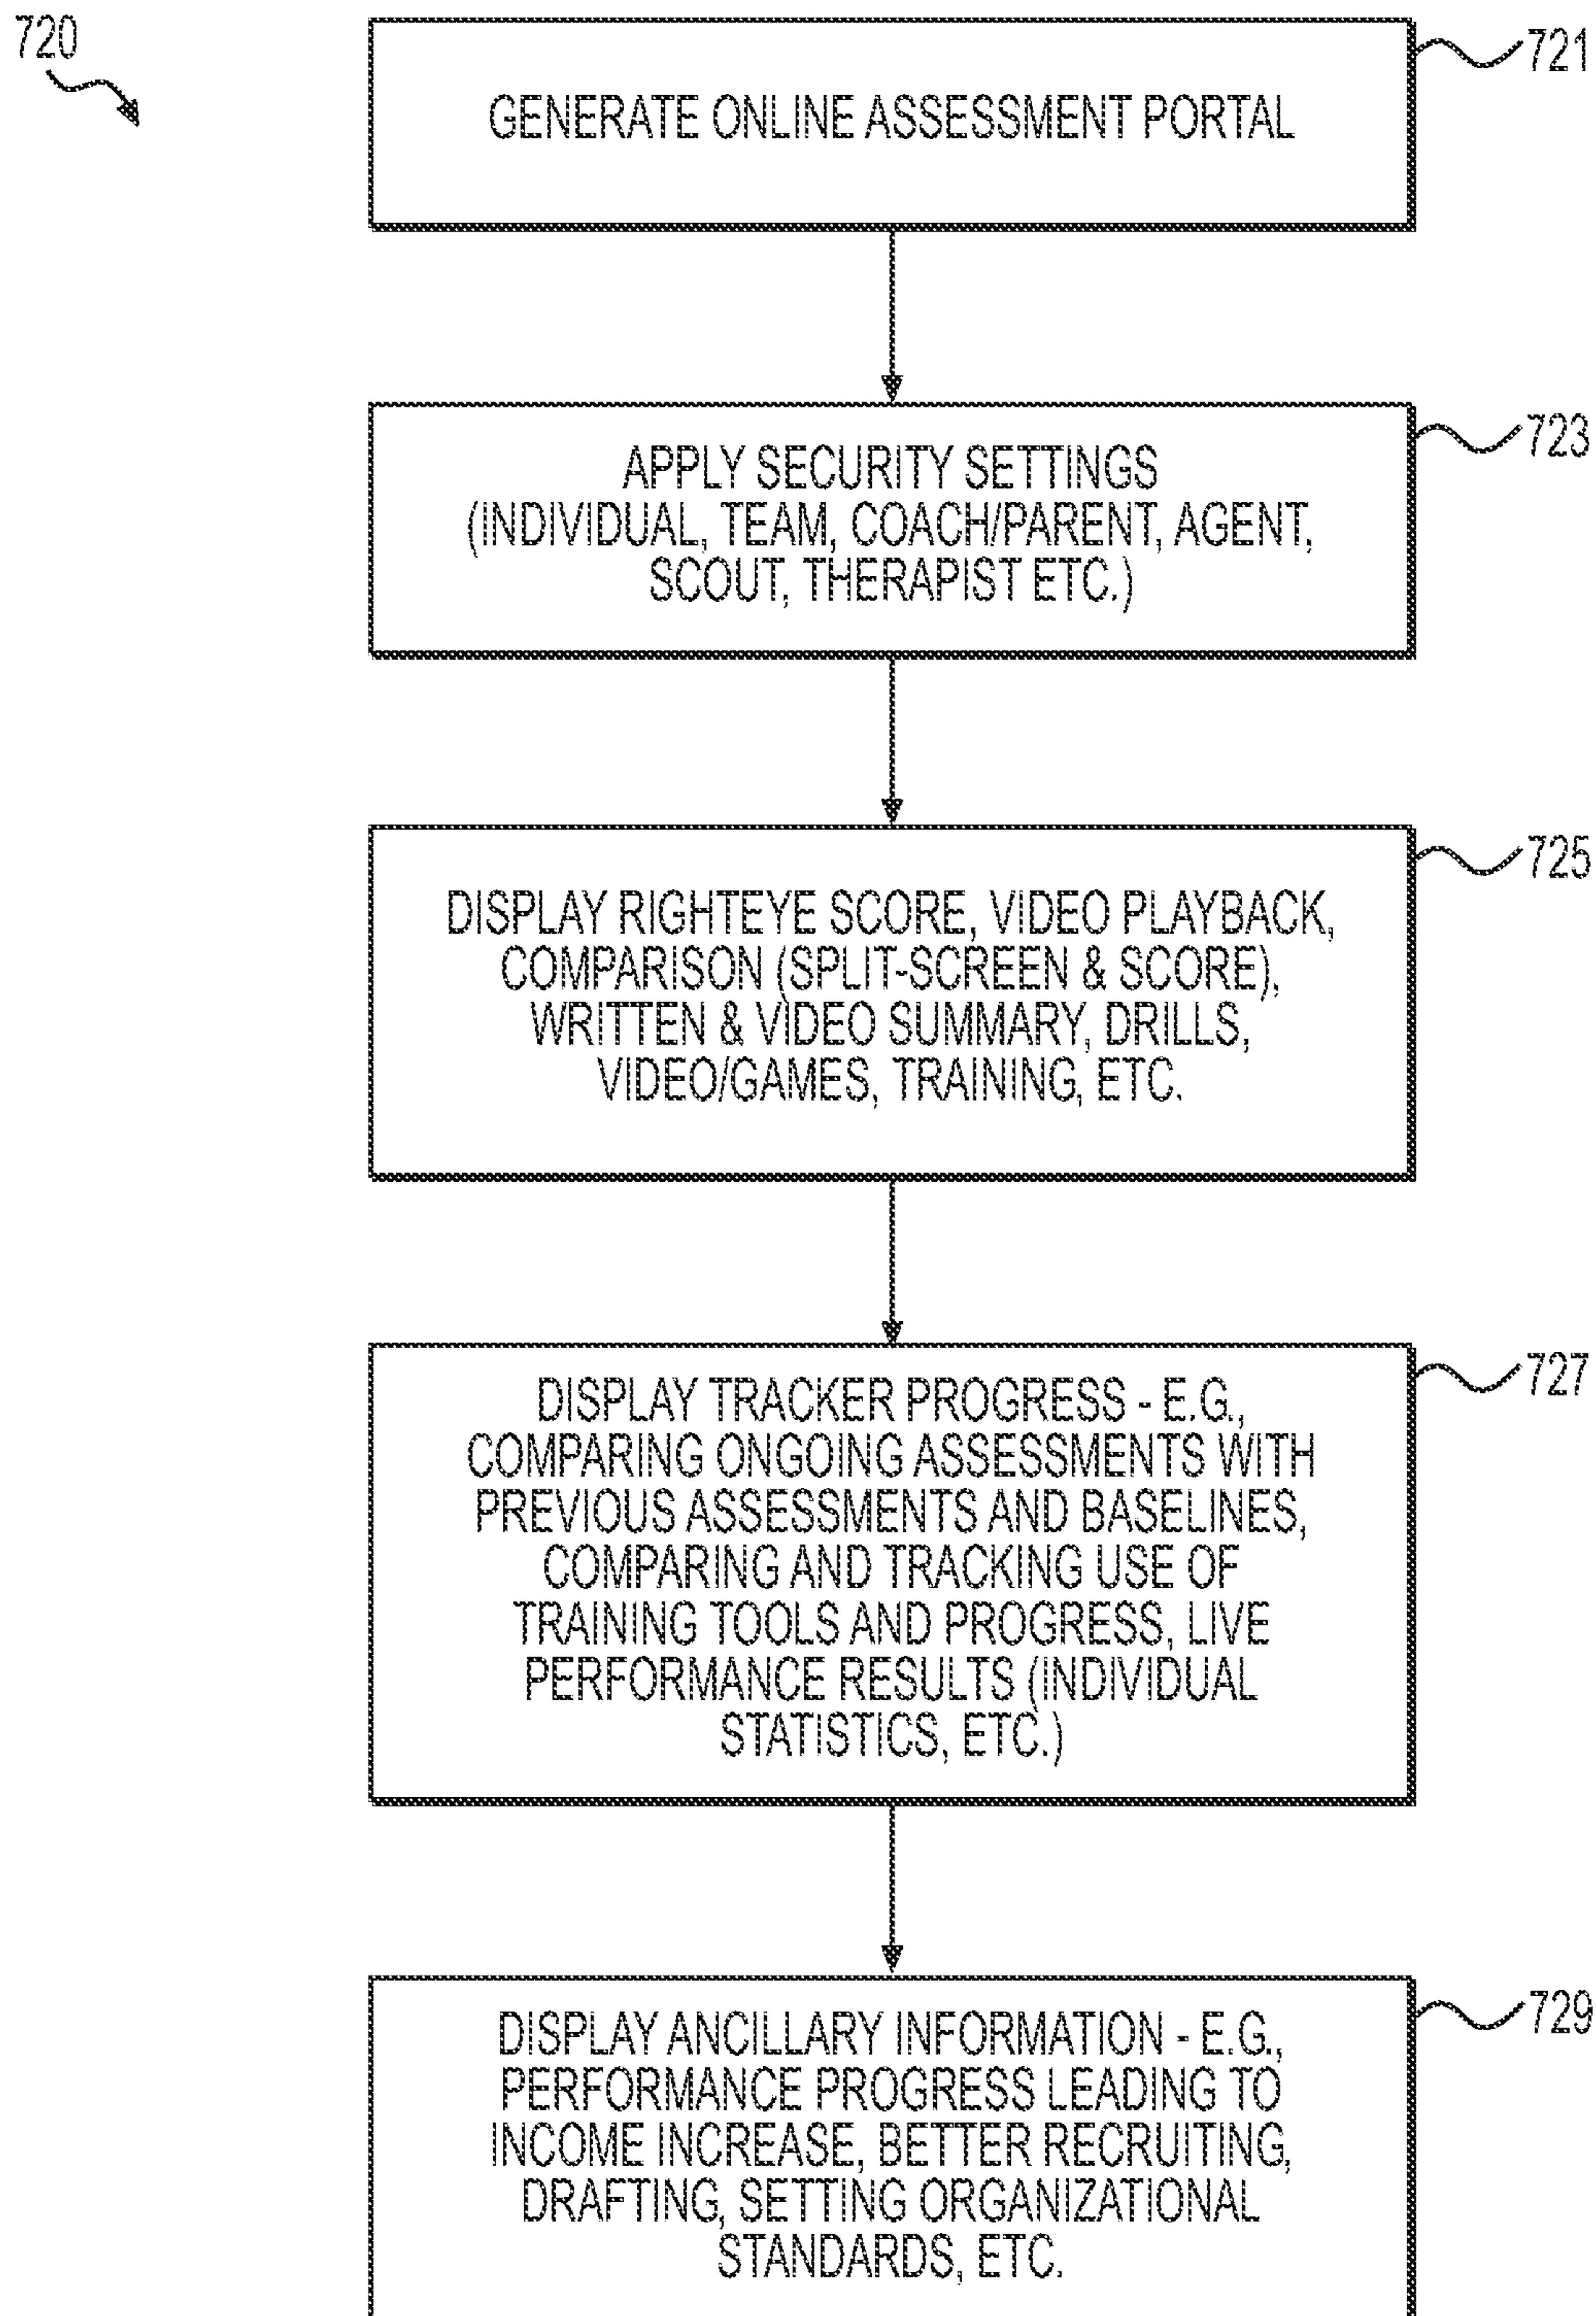 720
721
GENERATE ONLINE ASSESSMENT PORTAL
723
APPLY SECURITY SETTINGS
(INDIVIDUAL, TEAM, COACH/PARENT, AGENT,
SCOUT, THERAPIST ETC.)
725
DISPLAY RIGHTEYE SCORE, VIDEO PLAYBACK,
COMPARISON (SPLIT-SCREEN & SCORE),
WRITTEN & VIDEO SUMMARY, DRILLS,
VIDEO/GAMES, TRAINING, ETC.
727
DISPLAY TRACKER PROGRESS - E.G.,
COMPARING ONGOING ASSESSMENTS WITH
PREVIOUS ASSESSMENTS AND BASELINES,
COMPARING AND TRACKING USE OF
TRAINING TOOLS AND PROGRESS, LIVE
PERFORMANCE RESULTS (INDIVIDUAL
STATISTICS, ETC.)
729
DISPLAY ANCILLARY INFORMATION - E.G.,
PERFORMANCE PROGRESS LEADING TO
INCOME INCREASE, BETTER RECRUITING,
DRAFTING, SETTING ORGANIZATIONAL
STANDARDS, ETC.